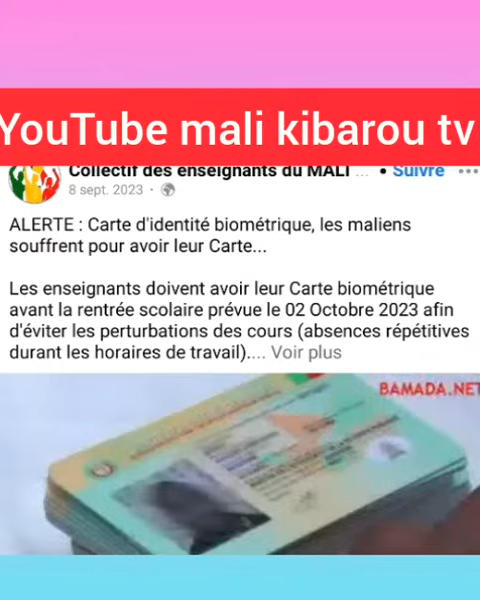 YouTube mali kibarou tv
Collectif des enseignants du MALI ... • Suivre ...
8 sept. 2023 ·
ALERTE : Carte d'identité biométrique, les maliens
souffrent pour avoir leur Carte...
Les enseignants doivent avoir leur Carte biométrique
avant la rentrée scolaire prévue le 02 Octobre 2023 afin
d'éviter les perturbations des cours (absences répétitives
durant les horaires de travail).... Voir plus
BAMADA.NET